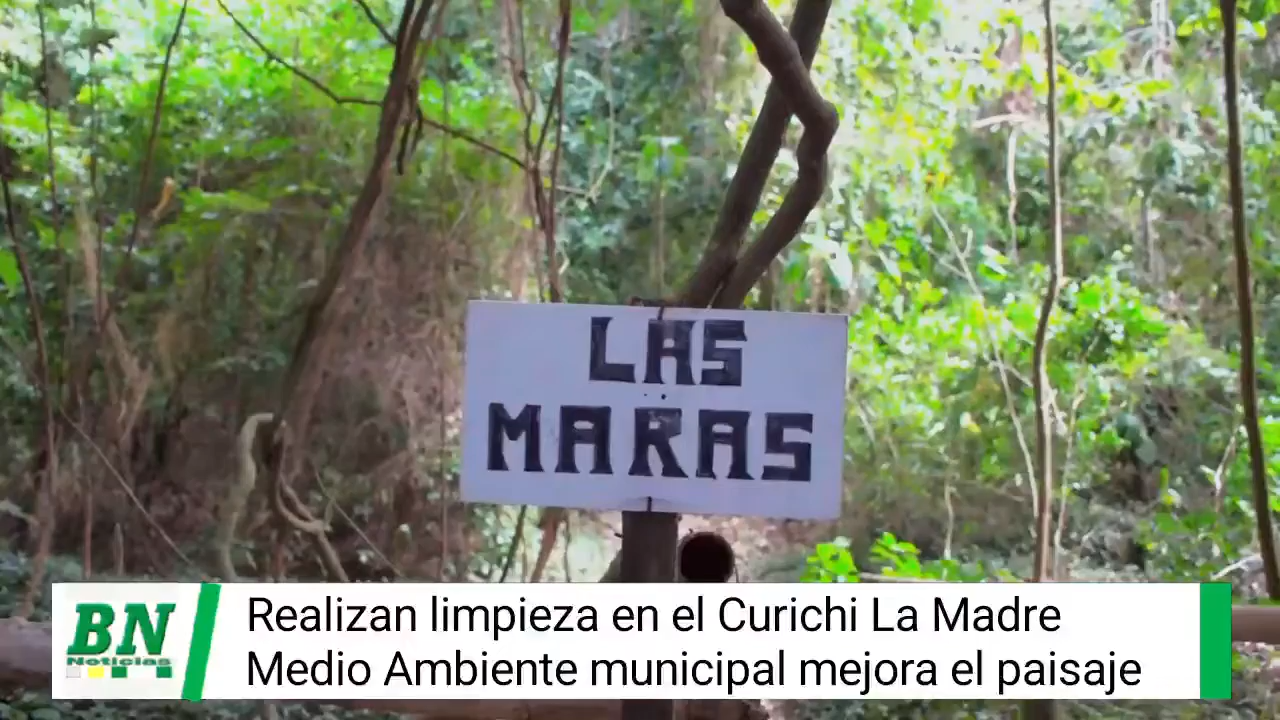 LAS
MARAS
BN
Noticias
Realizan limpieza en el Curichi La Madre
Medio Ambiente municipal mejora el paisaje